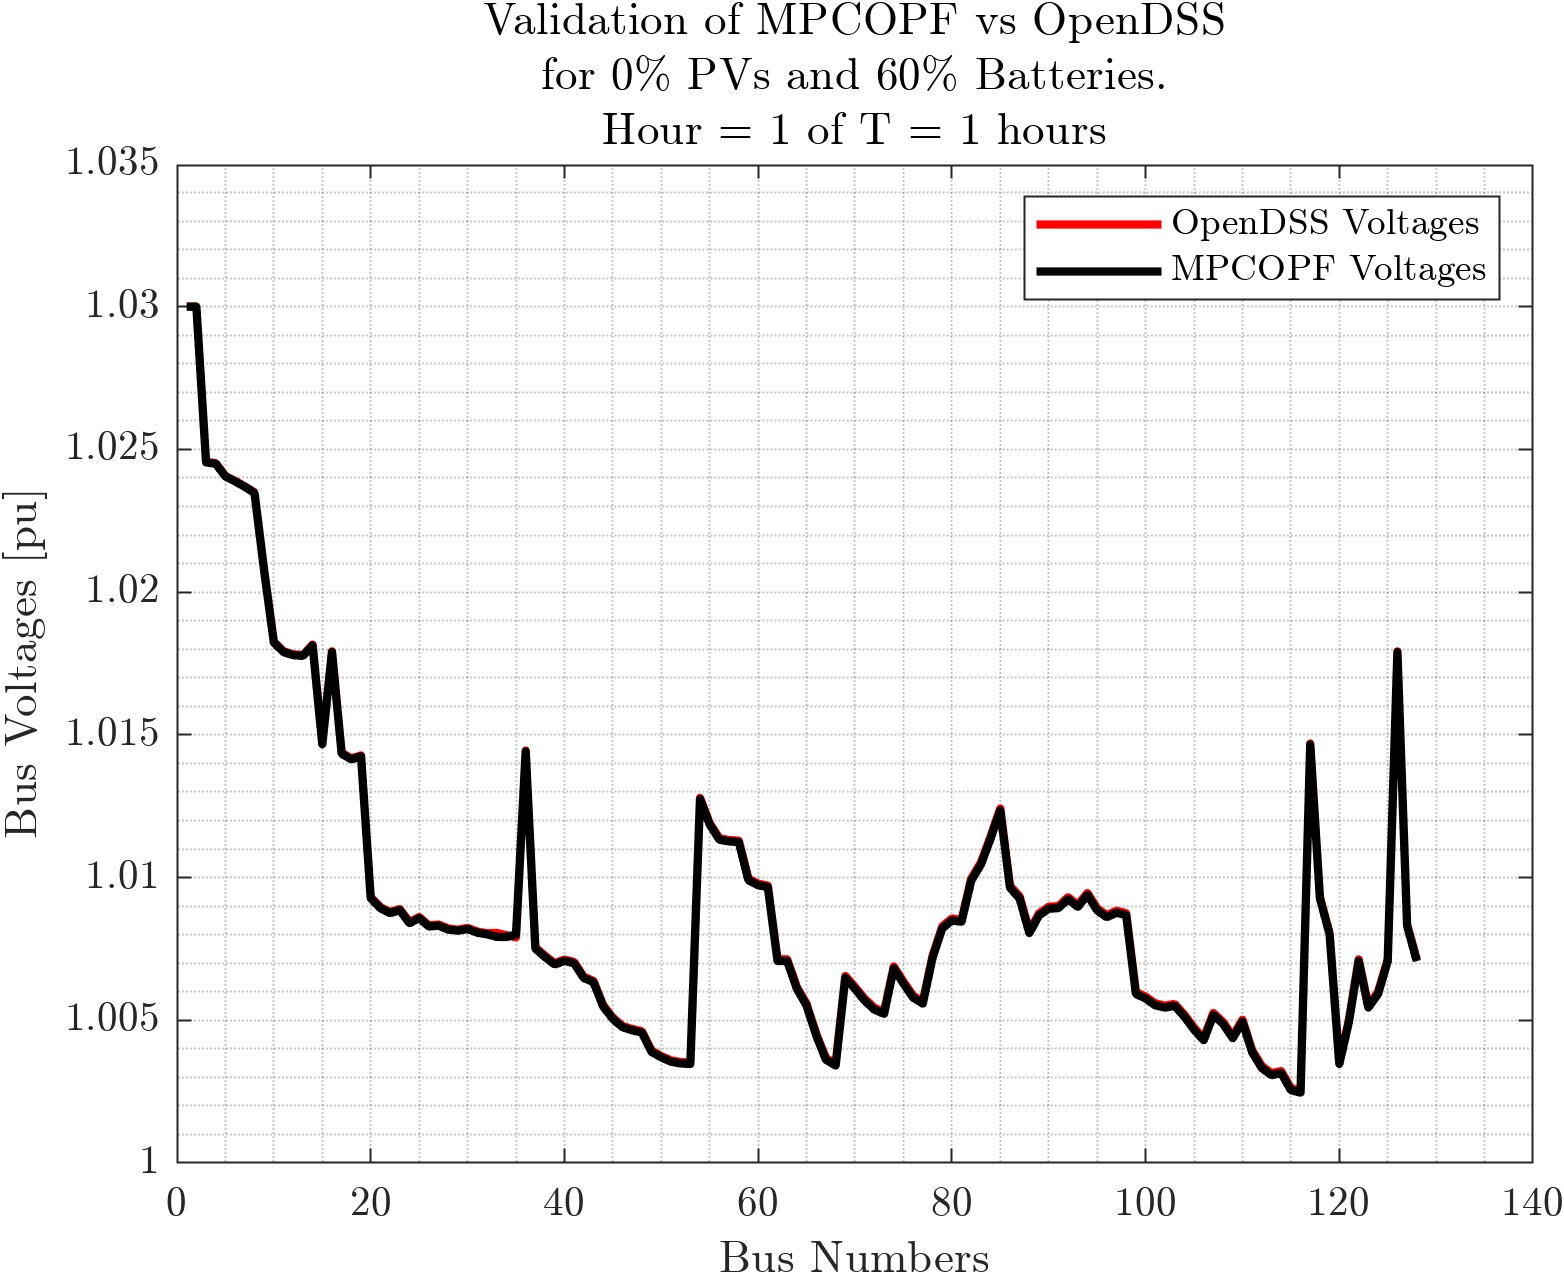 Validation of MPCOPF vs OpenDSS
for 0% PVs and 60% Batteries.
Hour = 1 of T = 1 hours
1.035
1.03
1.025
1.02
1.015
1.01
1.005
1
Bus Voltages [pu]
OpenDSS Voltages
MPCOPF Voltages
0 20 40 60 80 100 120 140
Bus Numbers